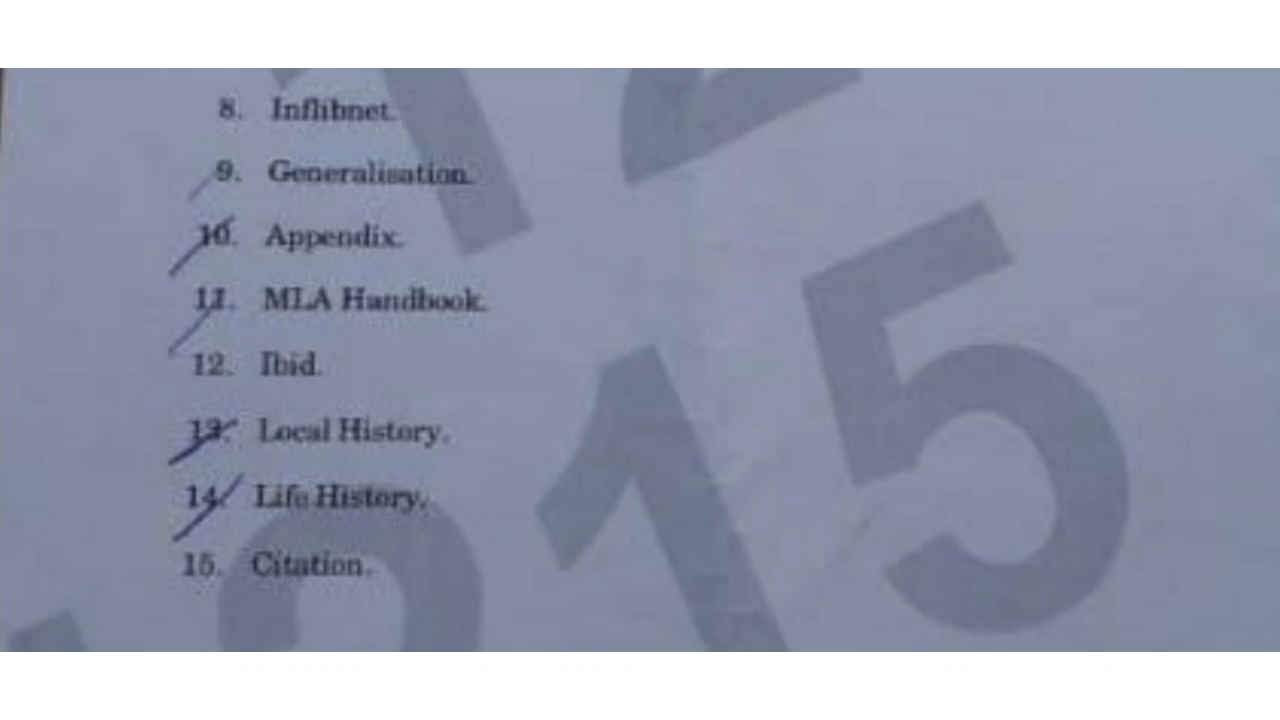 8. Inflibnet.
9. Generalisation.
10. Appendix.
11. MLA Handbook.
12. Ibid.
13. Local History.
14. Life History.
15. Citation.